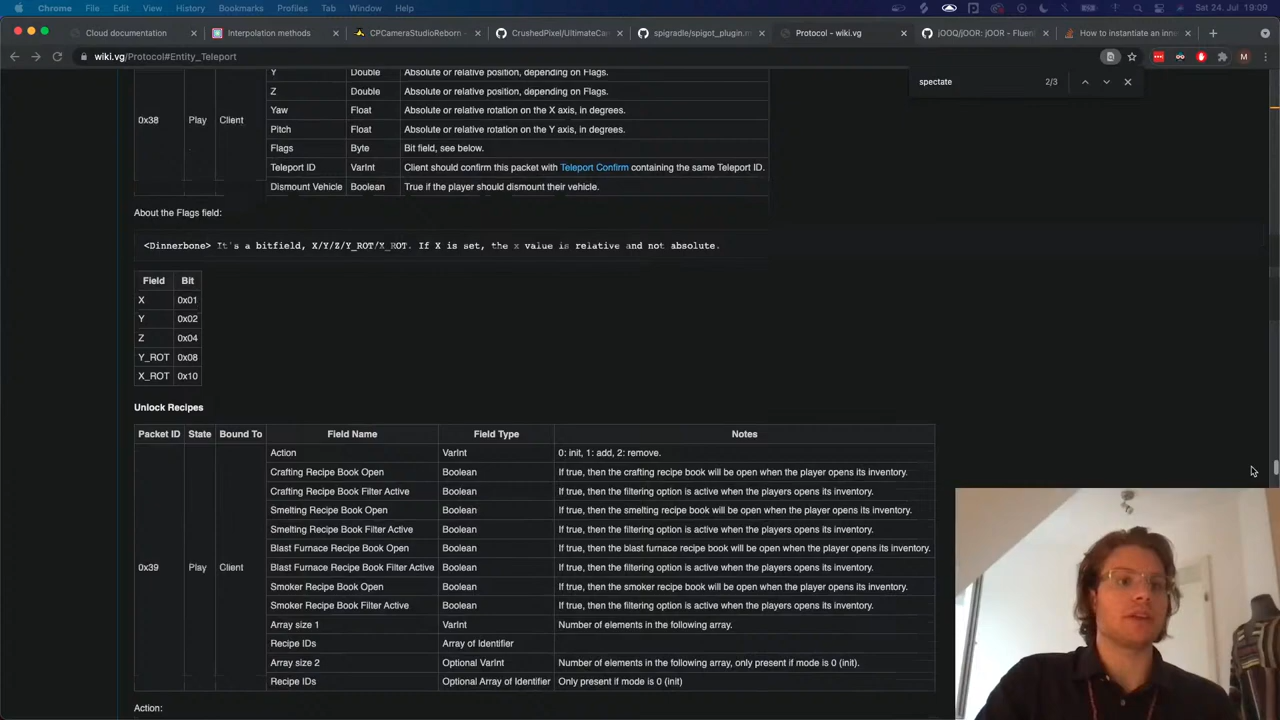 Chrome File Edit View History Bookmarks Profiles Tab Window Help Sat 24. Jul 19:09
Cloud documentation Interpolation methods CPCameraStudioReborn - CrushedPixel/UltimateCam spigradle/spigot_plugin.m Protocol - wiki.vg jOOQ/jOOR: jOOR - Fluen How to instantiate an inne
wiki.vg/Protocol#Entity_Teleport M
spectate 2/3
Y Double Absolute or relative position, depending on Flags.
Z Double Absolute or relative position, depending on Flags.
Yaw Float Absolute or relative rotation on the X axis, in degrees.
0x38 Play Client
Pitch Float Absolute or relative rotation on the Y axis, in degrees.
Flags Byte Bit field, see below.
Teleport ID VarInt Client should confirm this packet with Teleport Confirm containing the same Teleport ID.
Dismount Vehicle Boolean True if the player should dismount their vehicle.
About the Flags field:
<Dinnerbone> It's a bitfield, X/Y/Z/Y_ROT/X_ROT. If X is set, the x value is relative and not absolute.
Field Bit
X 0x01
Y 0x02
Z 0x04
Y_ROT 0x08
X_ROT 0x10
Unlock Recipes
Packet ID State Bound To Field Name Field Type Notes
Action VarInt 0: init, 1: add, 2: remove.
Crafting Recipe Book Open Boolean If true, then the crafting recipe book will be open when the player opens its inventory.
Crafting Recipe Book Filter Active Boolean If true, then the filtering option is active when the players opens its inventory.
Smelting Recipe Book Open Boolean If true, then the smelting recipe book will be open when the player opens its inventory.
Smelting Recipe Book Filter Active Boolean If true, then the filtering option is active when the players opens its inventory.
Blast Furnace Recipe Book Open Boolean If true, then the blast furnace recipe book will be open when the player opens its inventory.
0x39 Play Client Blast Furnace Recipe Book Filter Active Boolean If true, then the filtering option is active when the players opens its inventory.
Smoker Recipe Book Open Boolean If true, then the smoker recipe book will be open when the player opens its inventory.
Smoker Recipe Book Filter Active Boolean If true, then the filtering option is active when the players opens its inventory.
Array size 1 VarInt Number of elements in the following array.
Recipe IDs Array of Identifier
Array size 2 Optional VarInt Number of elements in the following array, only present if mode is 0 (init).
Recipe IDs Optional Array of Identifier Only present if mode is 0 (init)
Action: